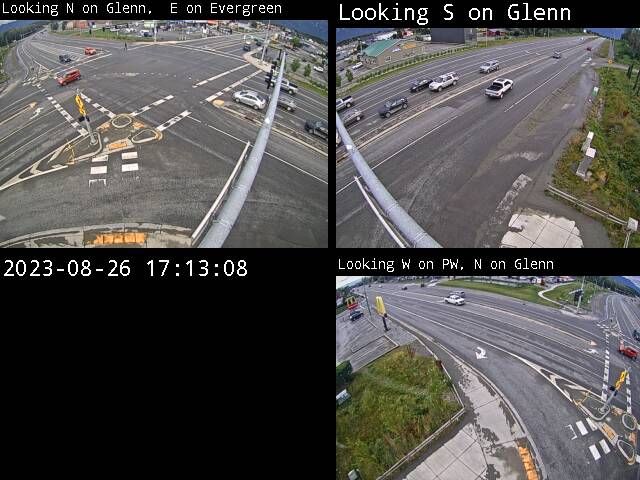 Looking N on Glenn,  E on Evergreen
Looking S on Glenn
2023-08-26 17:13:08
Looking W on PW, N on Glenn